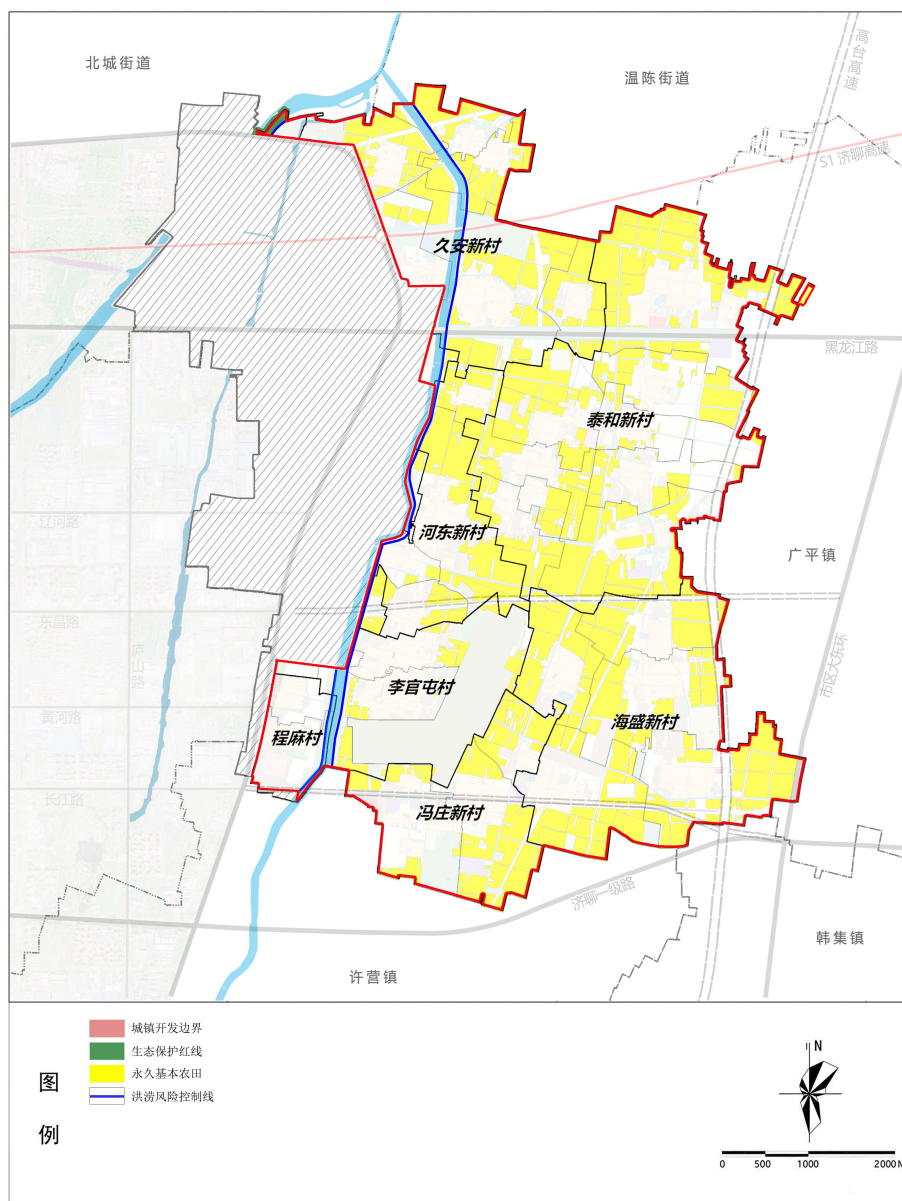 北城街道
温陈街道
高台高速
S1 济聊高速
久安新村
黑龙江路
泰和新村
辽河路
河东新村
广平镇
东昌路
庐山路
市区大东环
李官屯村
黄河路
程麻村
海盛新村
长江路
冯庄新村
济聊一级路
韩集镇
许营镇
图例
城镇开发边界
生态保护红线
永久基本农田
洪涝风险控制线
N
0 500 1000 2000M